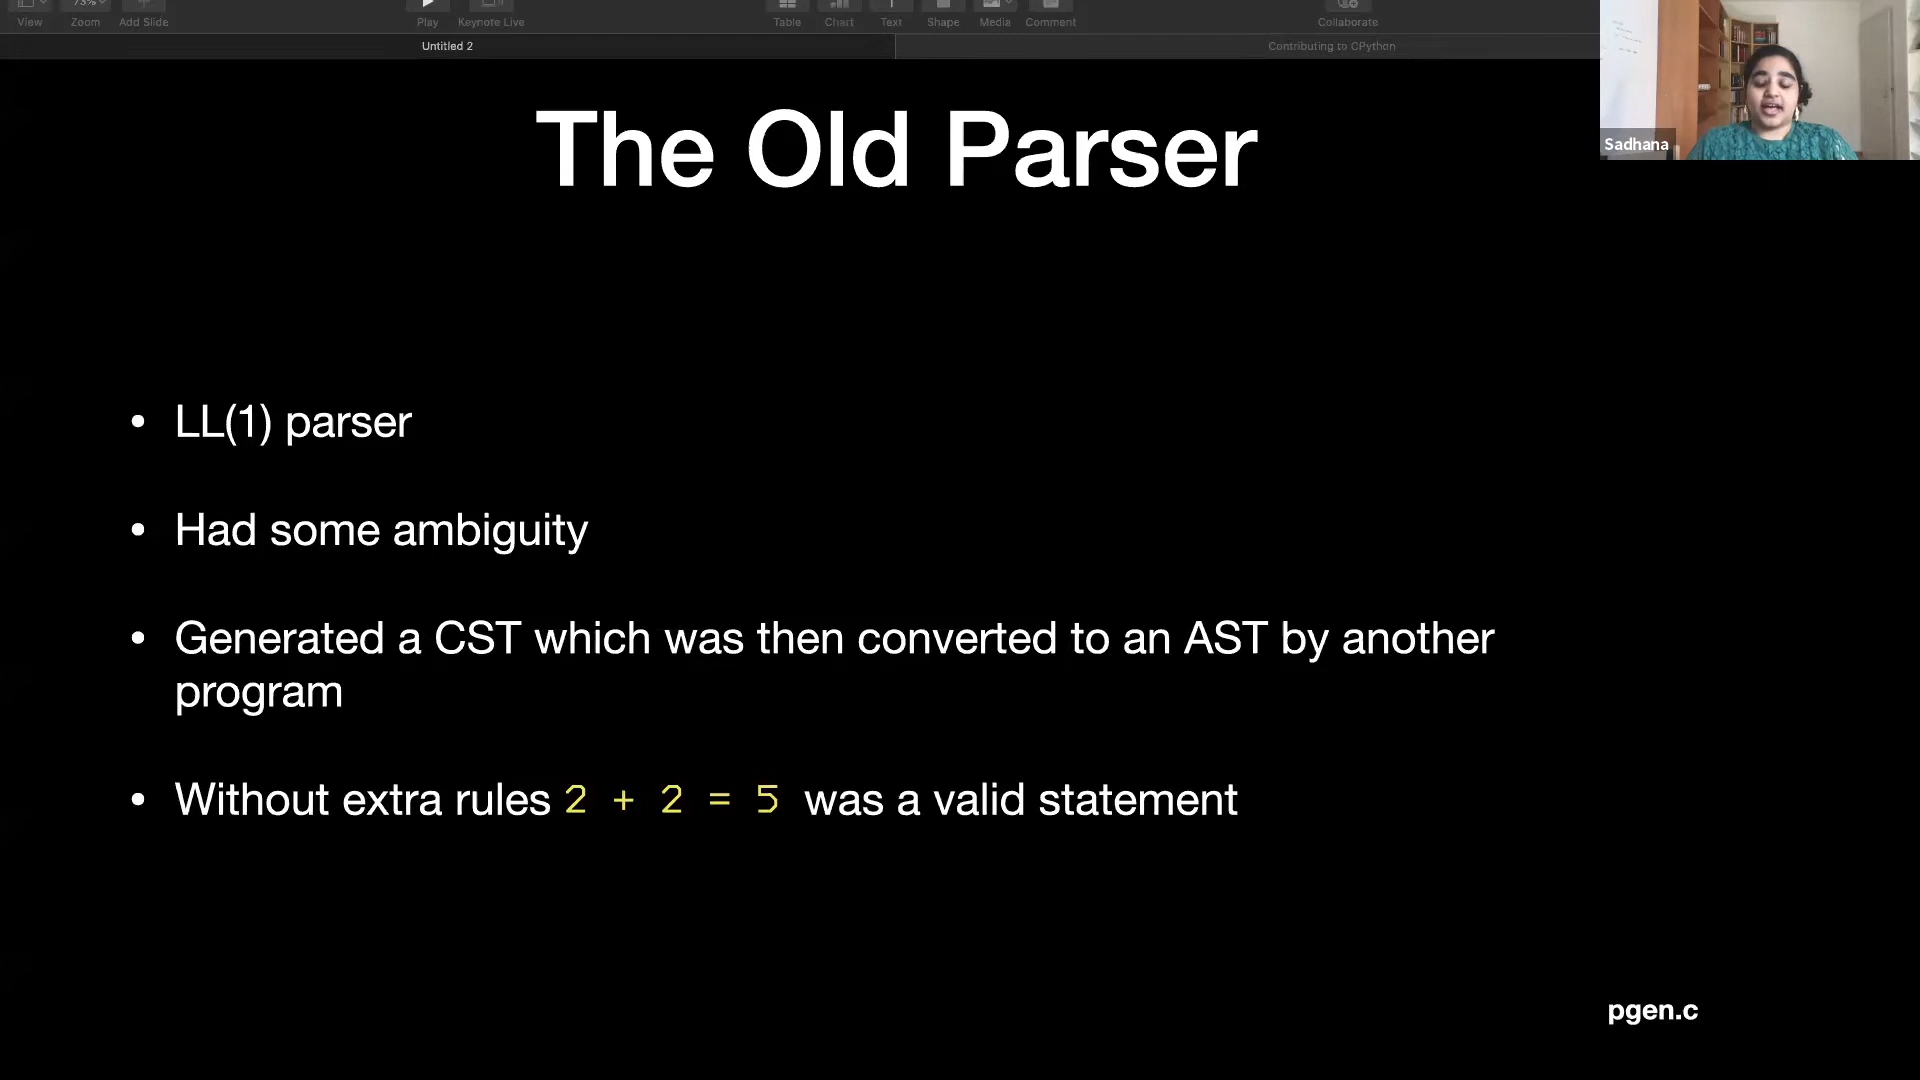 73%
View
Zoom
Add Slide
Play
Keynote Live
Table
Chart
Text
Shape
Media
Comment
Collaborate
Untitled 2
Contributing to CPython
Sadhana
The Old Parser
• LL(1) parser
• Had some ambiguity
• Generated a CST which was then converted to an AST by another
program
• Without extra rules 2 + 2 = 5 was a valid statement
pgen.c